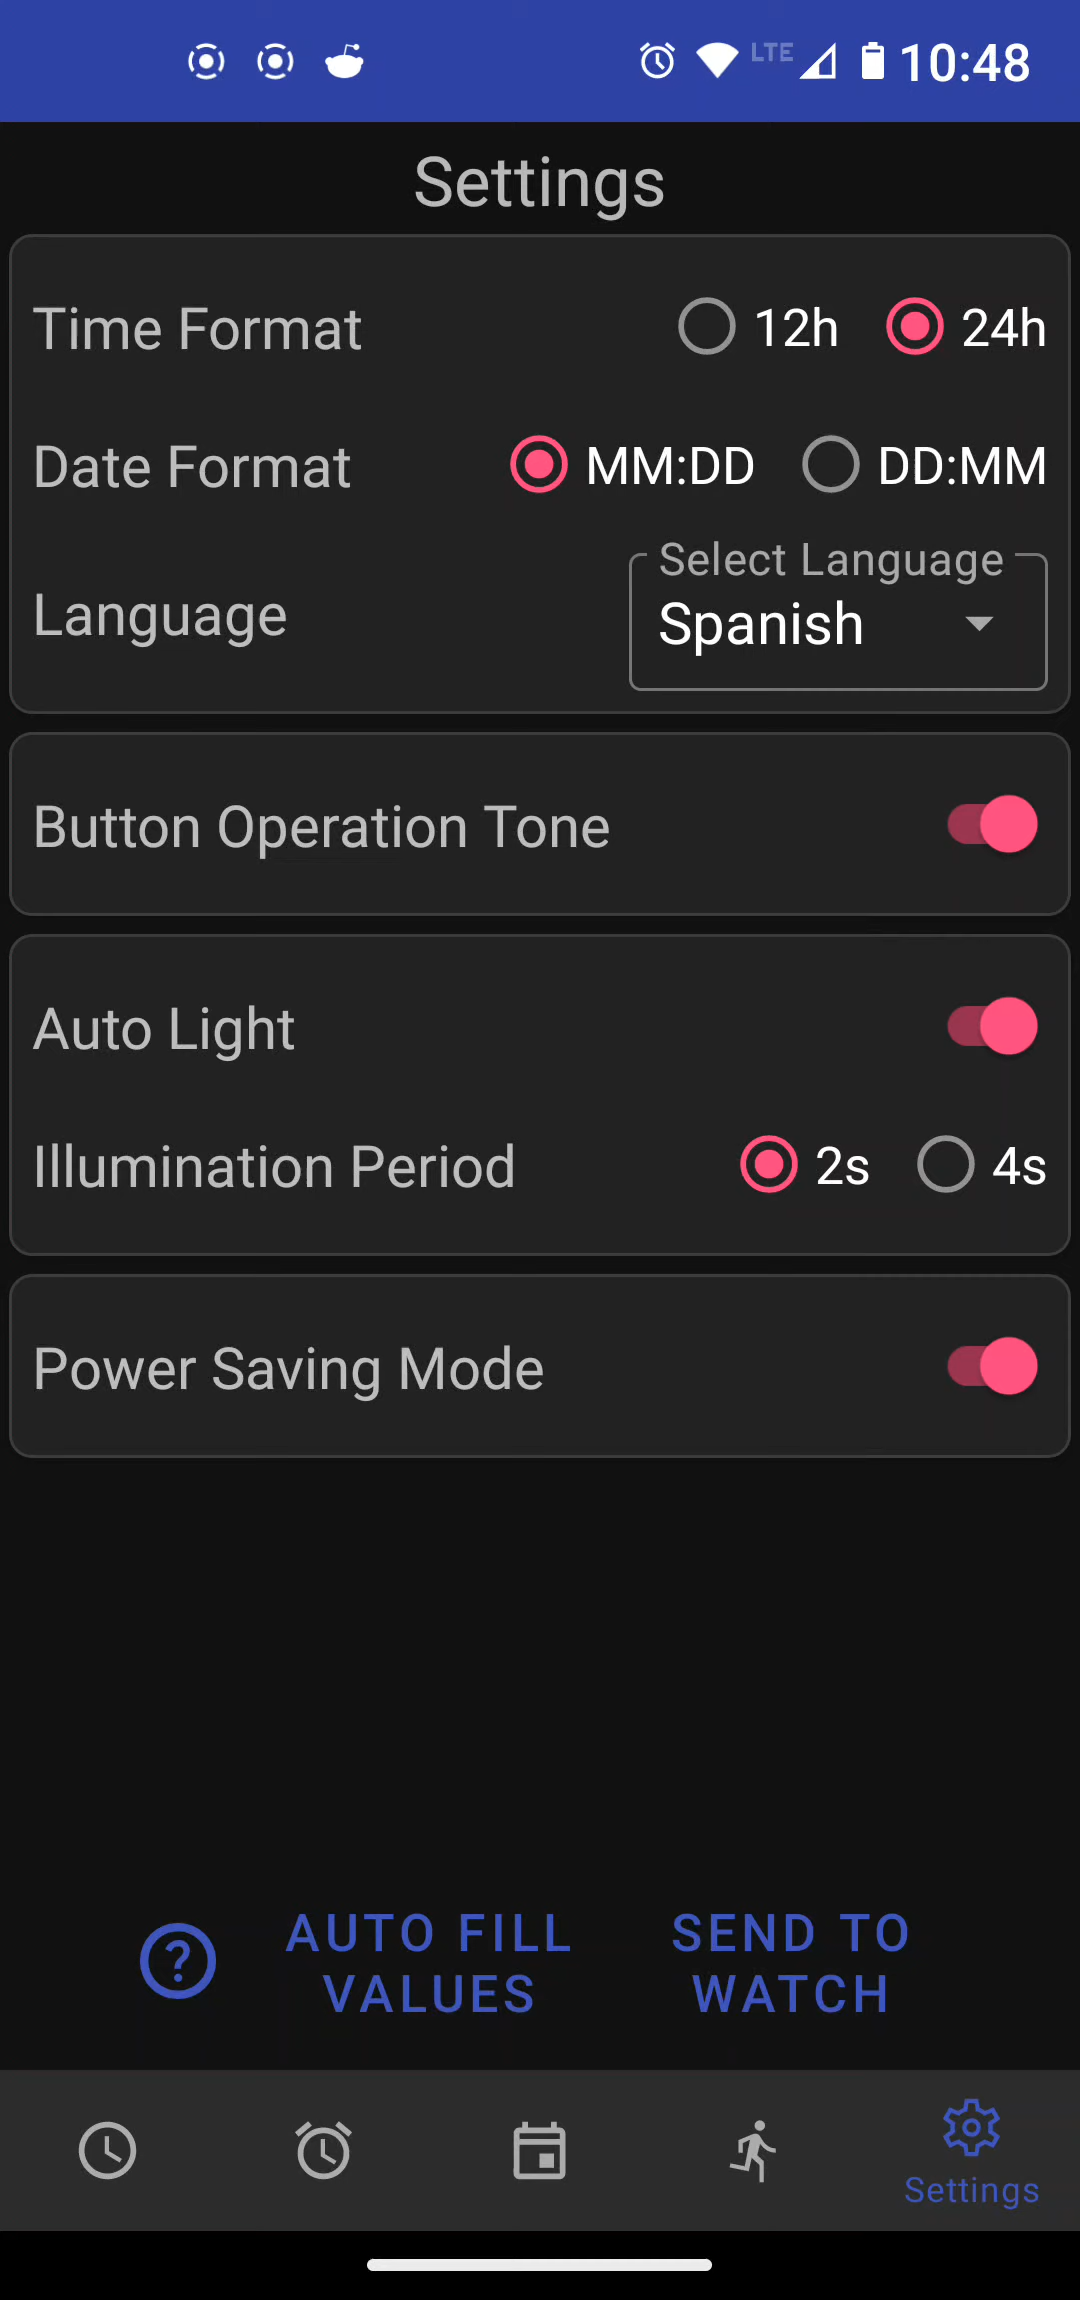 LTE 10:48
Settings
Time Format 12h 24h
Date Format MM:DD DD:MM
Select Language
Language Spanish
Button Operation Tone
Auto Light
Illumination Period 2s 4s
Power Saving Mode
AUTO FILL VALUES
SEND TO WATCH
Settings